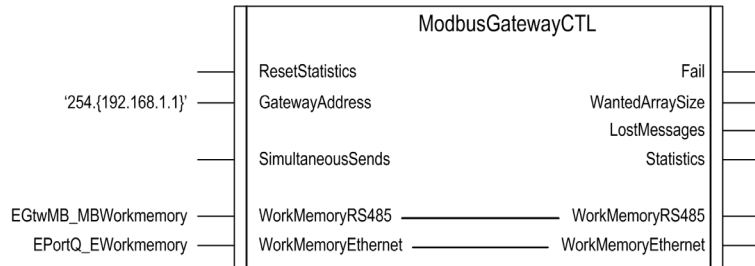 ModbusGatewayCTL
ResetStatistics Fail
‘254.{192.168.1.1}’ GatewayAddress WantedArraySize
LostMessages
SimultaneousSends Statistics
EGtwMB_MBWorkmemory WorkMemoryRS485 WorkMemoryRS485
EPortQ_EWorkmemory WorkMemoryEthernet WorkMemoryEthernet